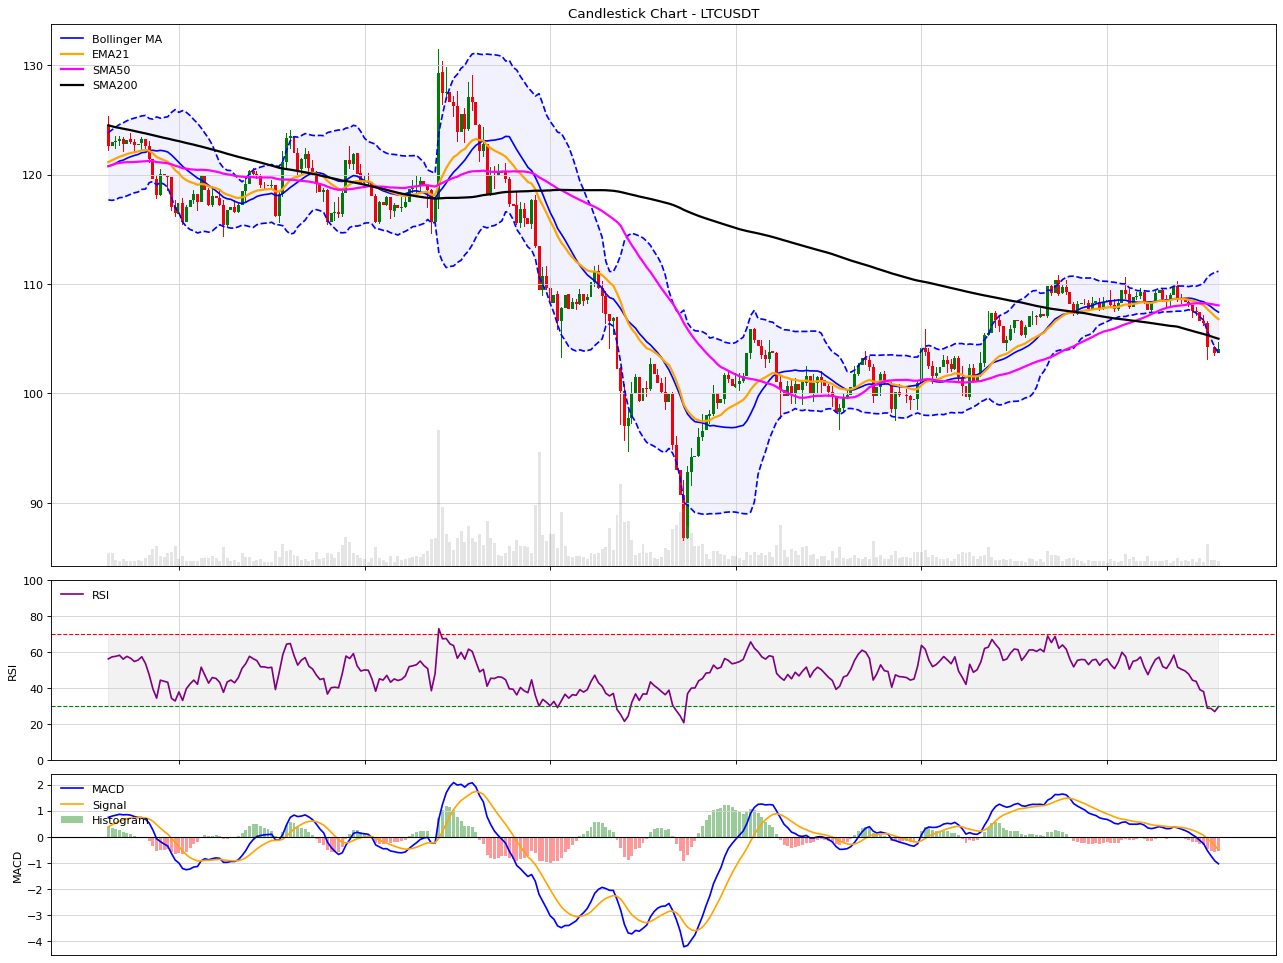 Candlestick Chart - LTCUSDT
Bollinger MA
EMA21
SMA50
SMA200
130
120
110
100
90
100
80
60
40
20
0
RSI
RSI
2
1
0
−1
−2
−3
−4
MACD
MACD
Signal
Histogram